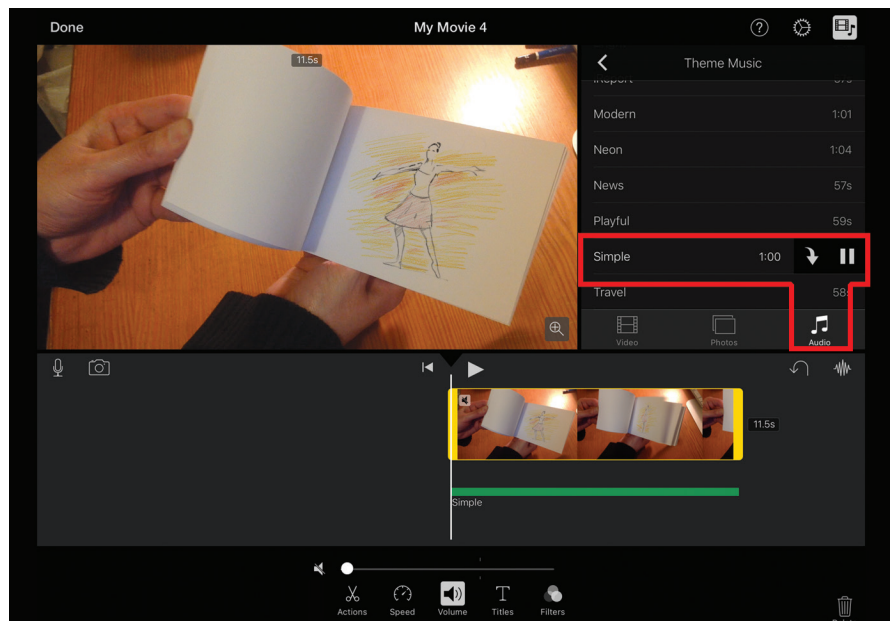 Done
My Movie 4
?
11.5s
Theme Music
Modern
1:01
Neon
1:04
News
57s
Playful
59s
Simple
1:00
Travel
Video
Photos
Audio
11.5s
Simple
Actions
Speed
Volume
Titles
Filters